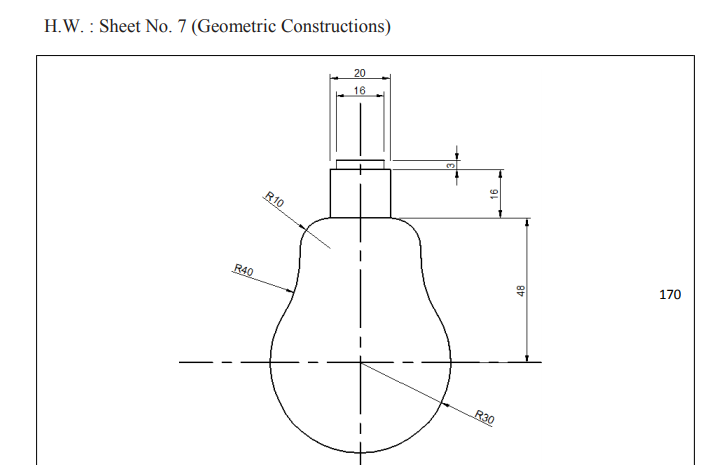 H.W. : Sheet No. 7 (Geometric Constructions)
20
16
3
16
R10
R40
48
170
R30